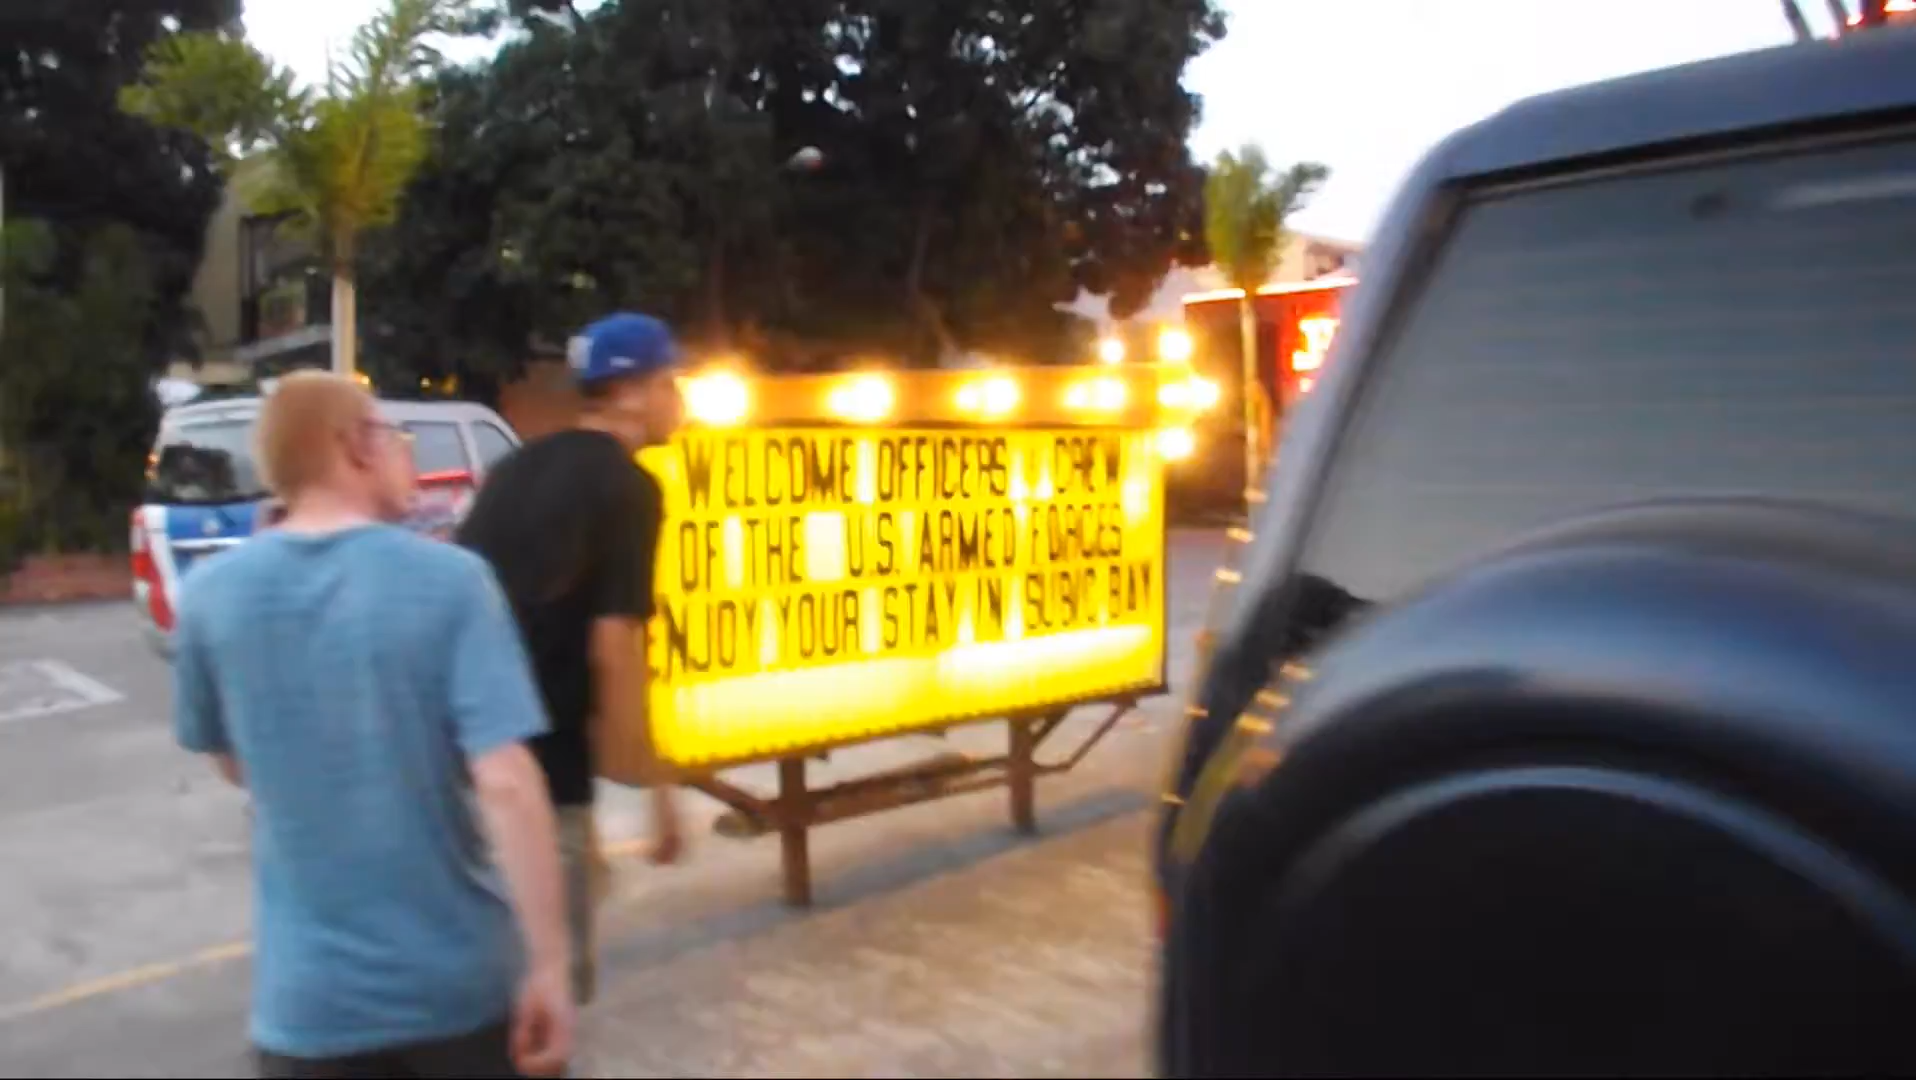 WELCOME OFFICERS & CREW
OF THE U.S. ARMED FORCES
ENJOY YOUR STAY IN SUBIC BAY